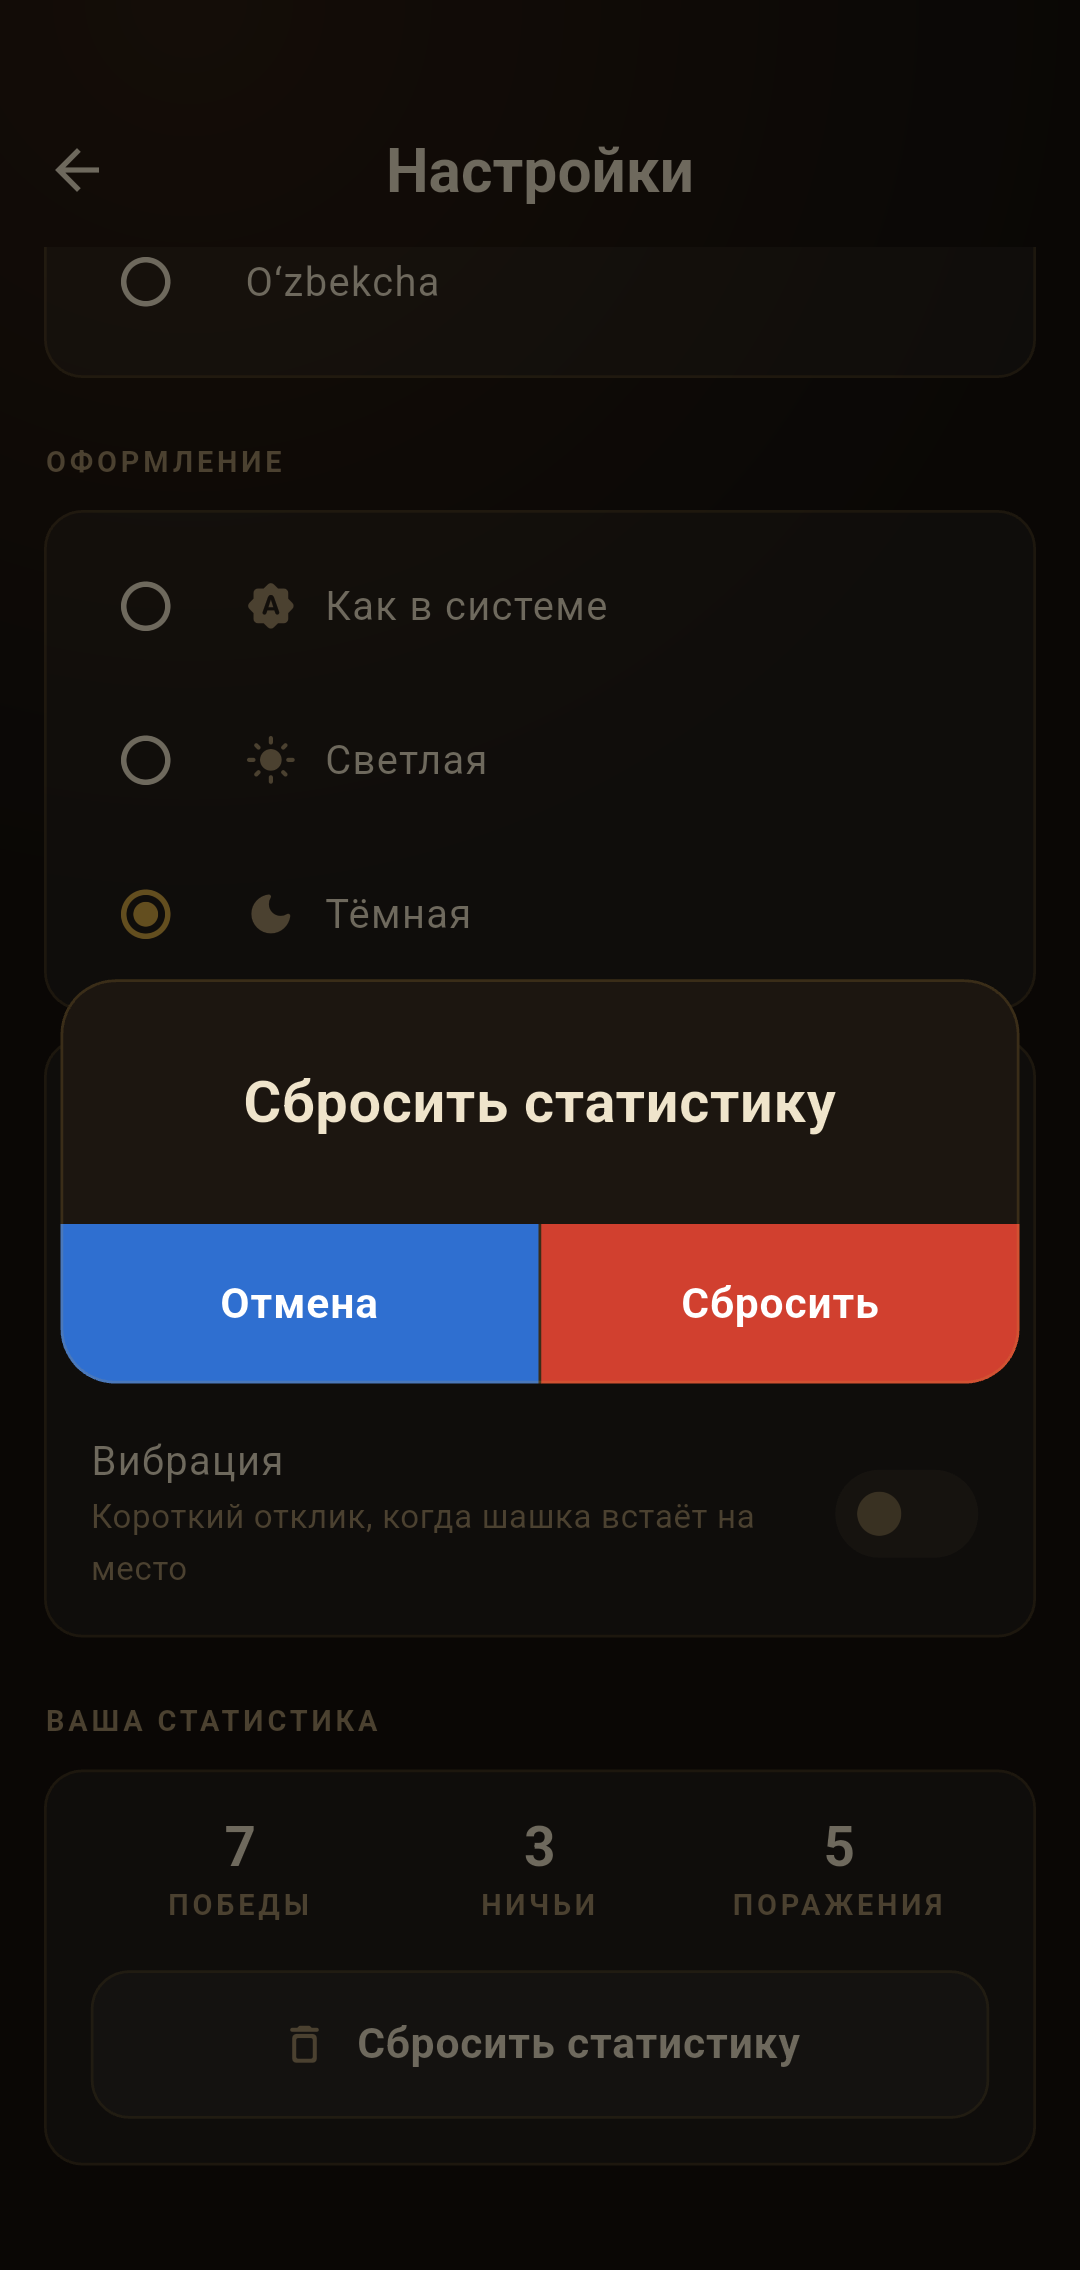 Настройки
Oʻzbekcha
ОФОРМЛЕНИЕ
Как в системе
Светлая
Тёмная
Сбросить статистику
Отмена
Сбросить
Вибрация
Короткий отклик, когда шашка встаёт на
место
ВАША СТАТИСТИКА
7
3
5
ПОБЕДЫ
НИЧЬИ
ПОРАЖЕНИЯ
Сбросить статистику